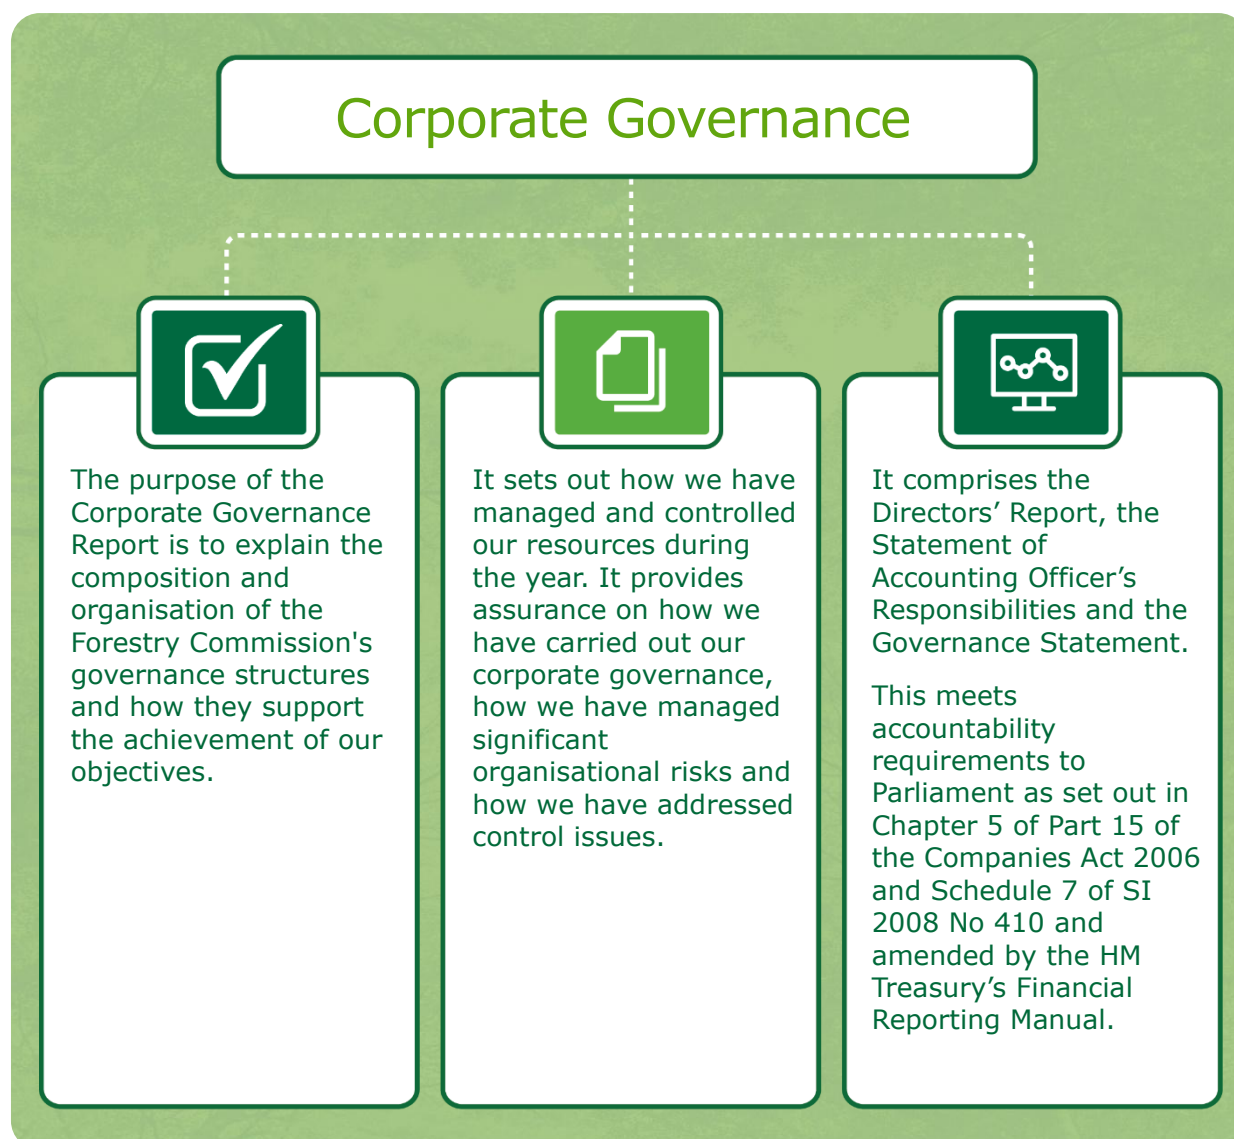 Corporate Governance
The purpose of the
Corporate Governance
Report is to explain the
composition and
organisation of the
Forestry Commission's
governance structures
and how they support
the achievement of our
objectives.
It sets out how we have
managed and controlled
our resources during
the year. It provides
assurance on how we
have carried out our
corporate governance,
how we have managed
significant
organisational risks and
how we have addressed
control issues.
It comprises the
Directors’ Report, the
Statement of
Accounting Officer’s
Responsibilities and the
Governance Statement.
This meets
accountability
requirements to
Parliament as set out in
Chapter 5 of Part 15 of
the Companies Act 2006
and Schedule 7 of SI
2008 No 410 and
amended by the HM
Treasury’s Financial
Reporting Manual.